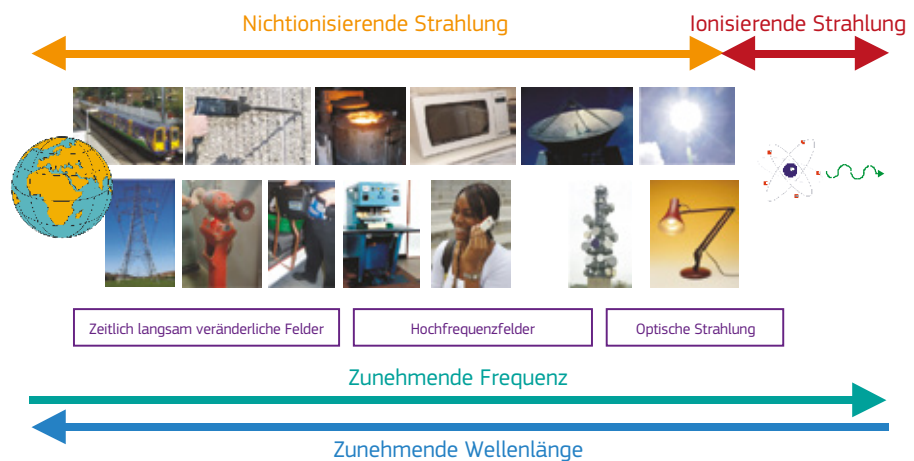 Nichtionisierende Strahlung
Ionisierende Strahlung
Zeitlich langsam veränderliche Felder
Hochfrequenzfelder
Optische Strahlung
Zunehmende Frequenz
Zunehmende Wellenlänge